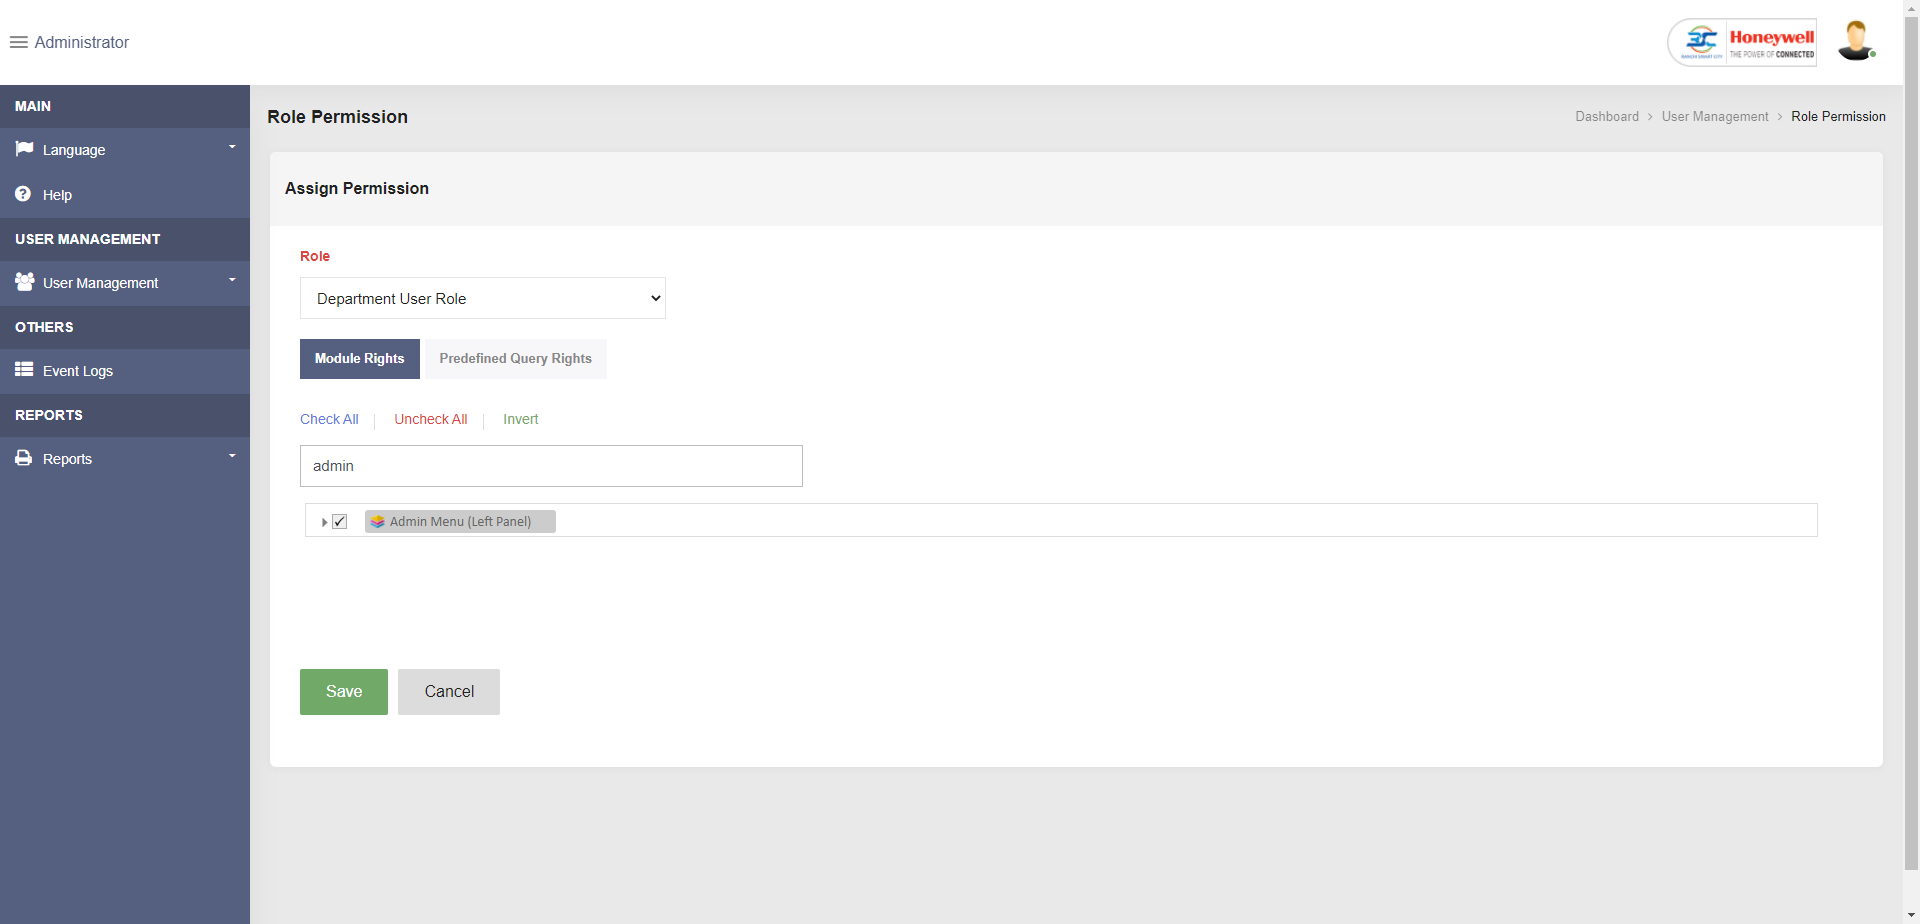 Administrator
Honeywell
THE POWER OF CONNECTED
MAIN
Language
Help
USER MANAGEMENT
User Management
OTHERS
Event Logs
REPORTS
Reports
Role Permission
Dashboard > User Management > Role Permission
Assign Permission
Role
Department User Role
Module Rights
Predefined Query Rights
Check All
Uncheck All
Invert
admin
Admin Menu (Left Panel)
Save
Cancel